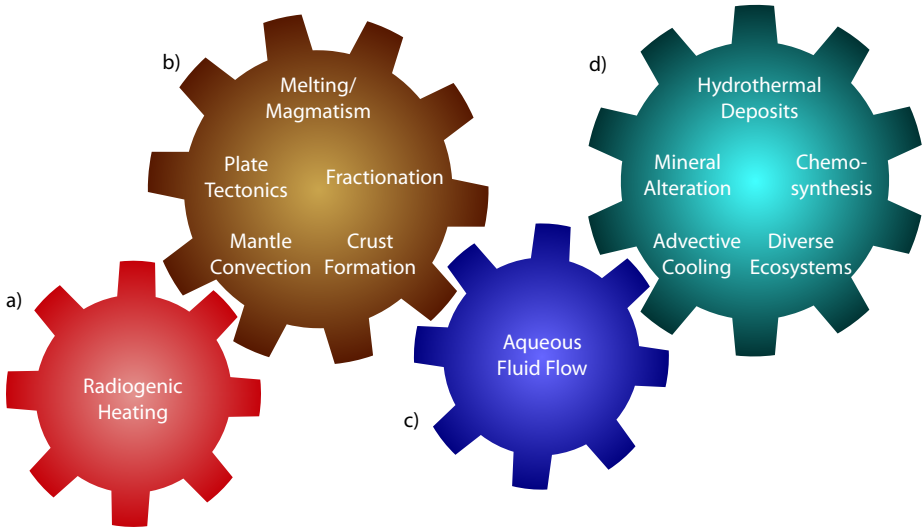 a)
Radiogenic
Heating
b)
Melting/
Magmatism
Plate
Tectonics
Fractionation
Mantle
Convection
Crust
Formation
c)
Aqueous
Fluid Flow
d)
Hydrothermal
Deposits
Mineral
Alteration
Chemo-
synthesis
Advective
Cooling
Diverse
Ecosystems